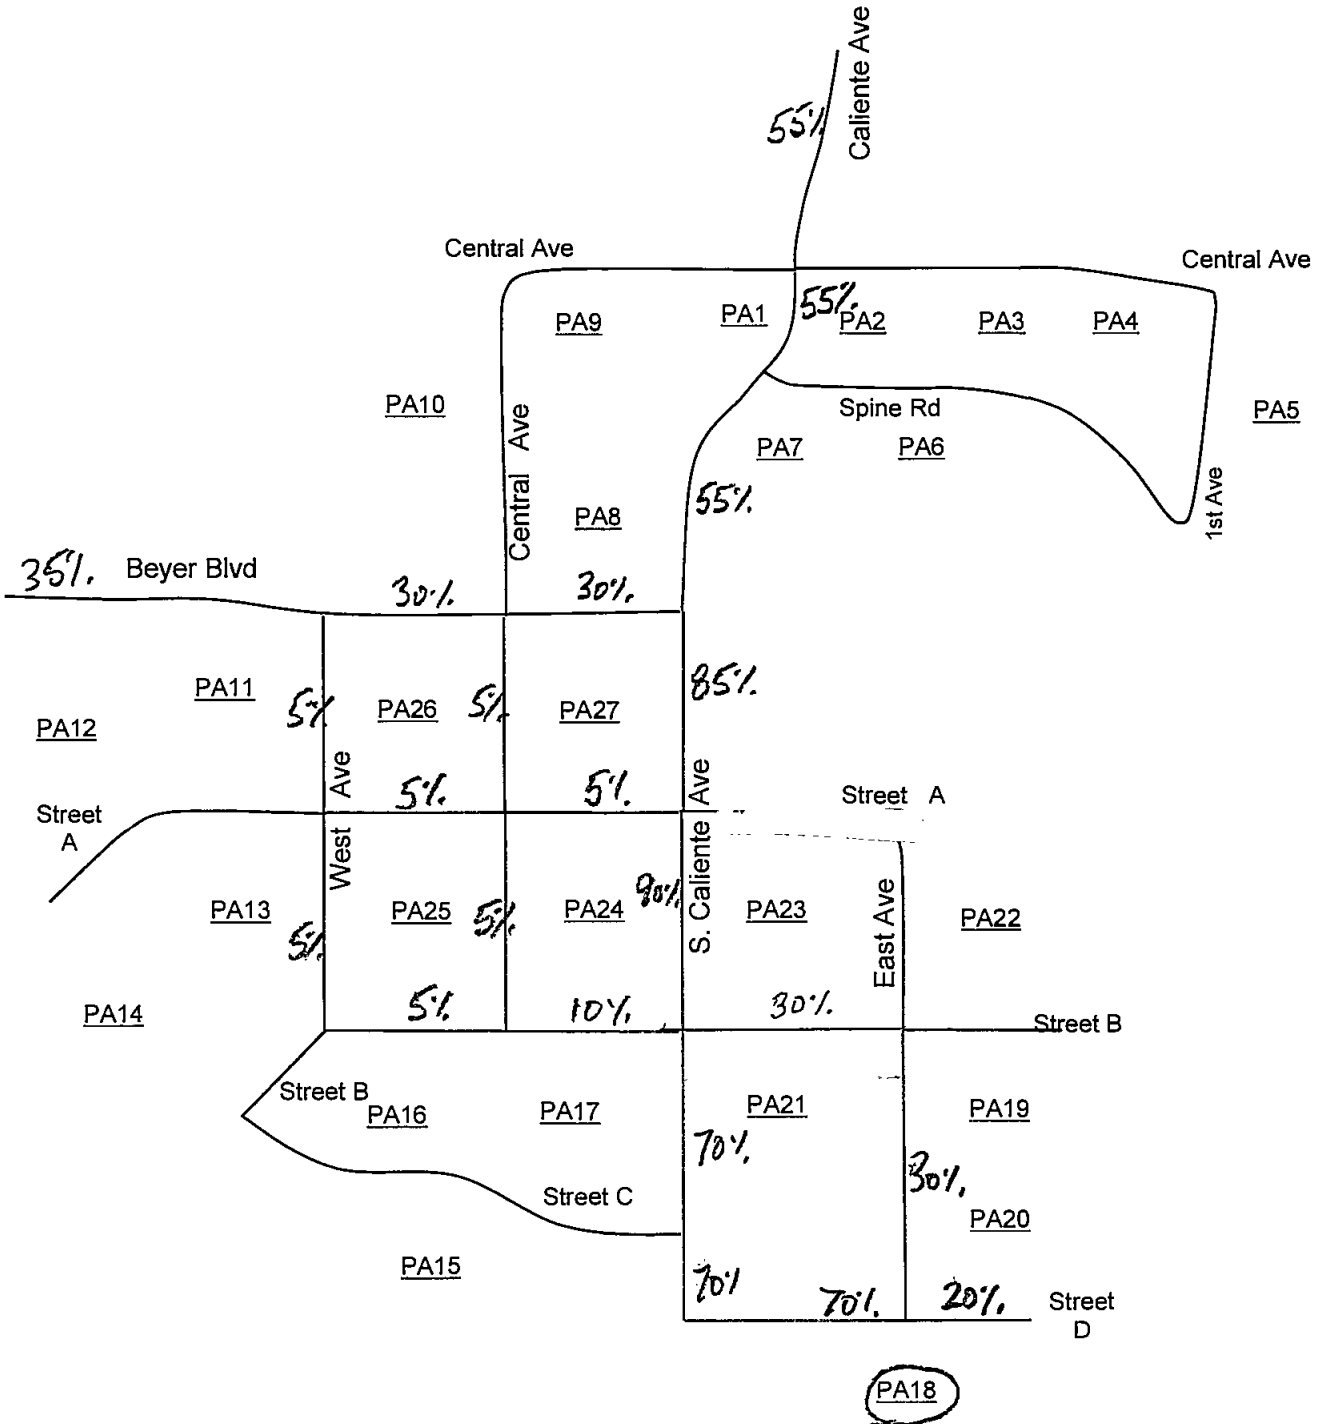 Caliente Ave
55%
Central Ave
Central Ave
PA9
PA1
55%
PA2
PA3
PA4
PA10
Central Ave
Spine Rd
PA5
PA7
PA6
55%
1st Ave
PA8
35%
Beyer Blvd
30%
30%
85%
PA11
5%
PA26
5%
PA27
PA12
West Ave
5%
5%
S. Caliente Ave
Street A
Street A
90%
PA13
PA25
5%
PA24
PA23
East Ave
PA22
5%
PA14
5%
10%
30%
Street B
Street B
PA16
PA17
PA21
PA19
70%
30%
Street C
PA20
PA15
70%
70%
20%
Street
D
PA18